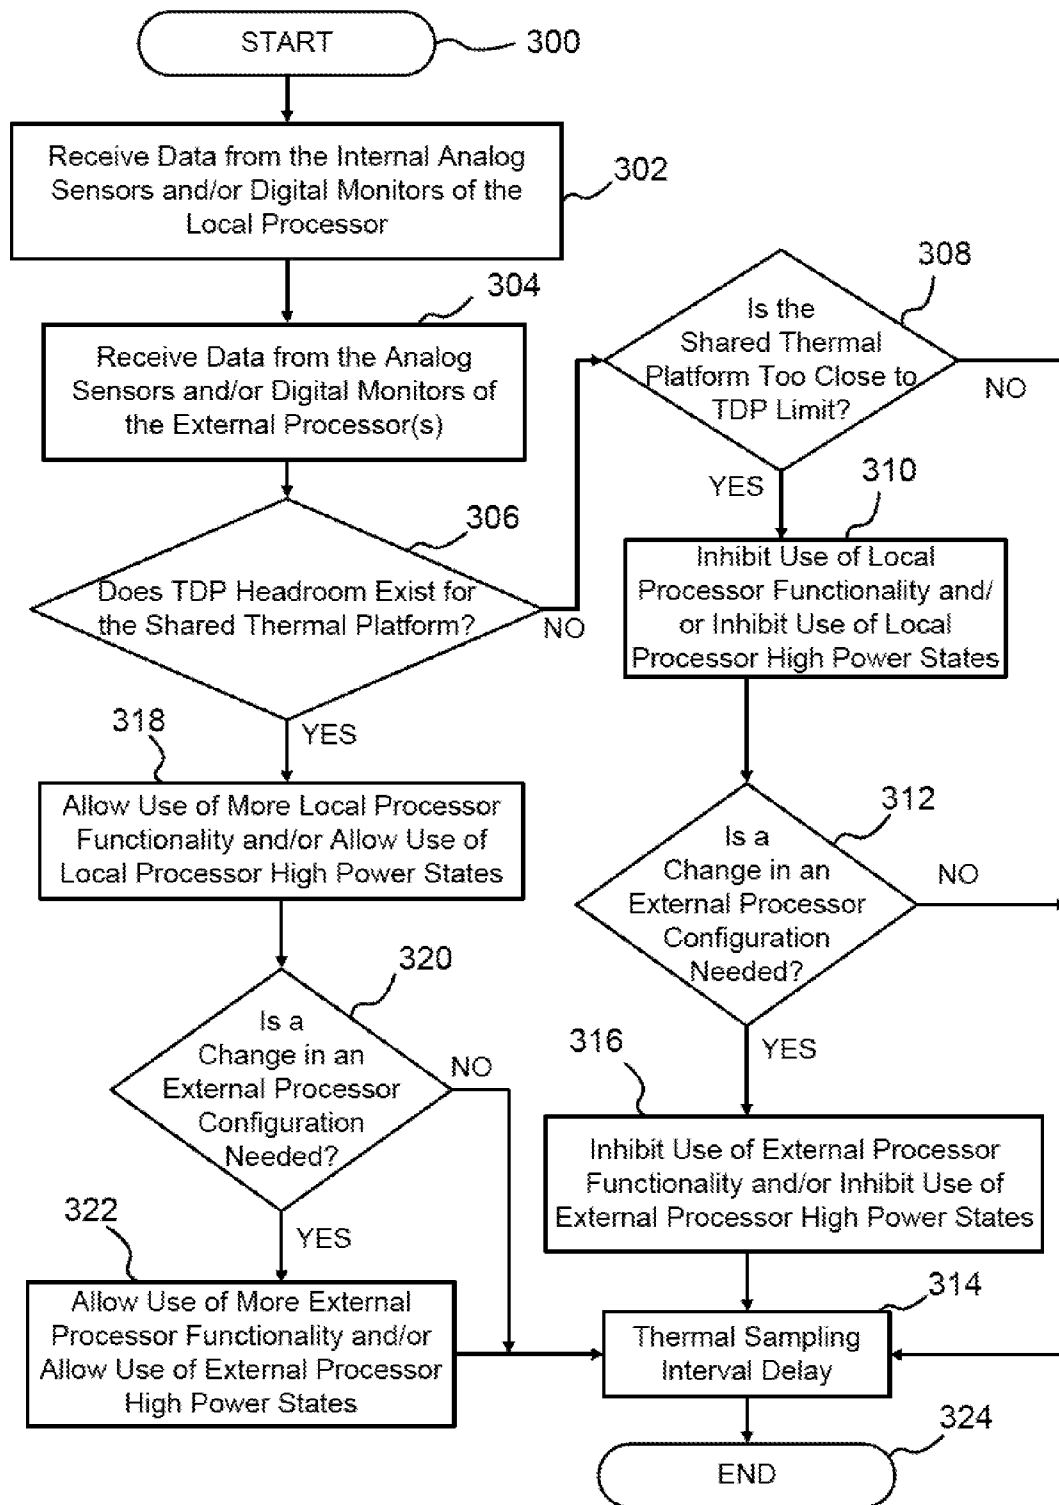 START
300
Receive Data from the Internal Analog
Sensors and/or Digital Monitors of the
Local Processor
302
304
Receive Data from the Analog
Sensors and/or Digital Monitors of
the External Processor(s)
306
Does TDP Headroom Exist for
the Shared Thermal Platform?
NO
YES
308
Is the
Shared Thermal
Platform Too Close to
TDP Limit?
NO
YES
310
Inhibit Use of Local
Processor Functionality and/
or Inhibit Use of Local
Processor High Power States
312
Is a
Change in an
External Processor
Configuration
Needed?
NO
YES
316
Inhibit Use of External Processor
Functionality and/or Inhibit Use of
External Processor High Power States
318
Allow Use of More Local Processor
Functionality and/or Allow Use of
Local Processor High Power States
320
Is a
Change in an
External Processor
Configuration
Needed?
NO
YES
322
Allow Use of More External
Processor Functionality and/or
Allow Use of External Processor
High Power States
314
Thermal Sampling
Interval Delay
324
END